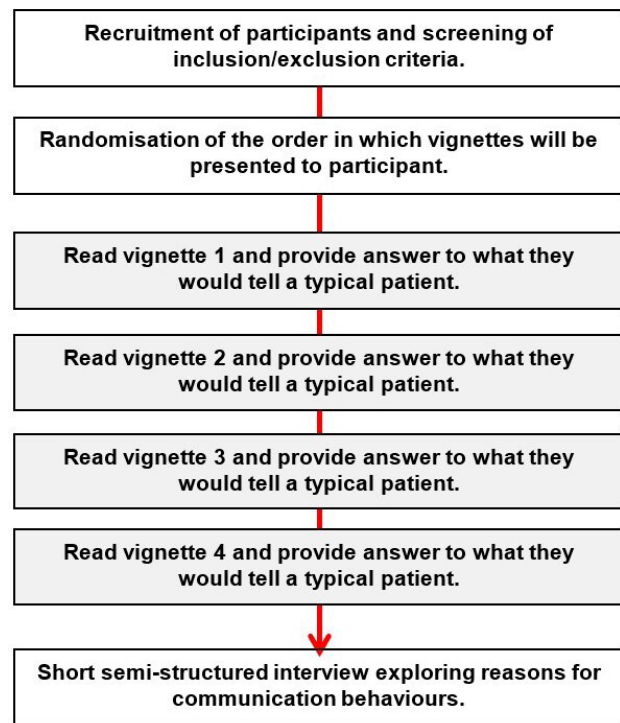 Recruitment of participants and screening of
inclusion/exclusion criteria.
Randomisation of the order in which vignettes will be
presented to participant.
Read vignette 1 and provide answer to what they
would tell a typical patient.
Read vignette 2 and provide answer to what they
would tell a typical patient.
Read vignette 3 and provide answer to what they
would tell a typical patient.
Read vignette 4 and provide answer to what they
would tell a typical patient.
Short semi-structured interview exploring reasons for
communication behaviours.